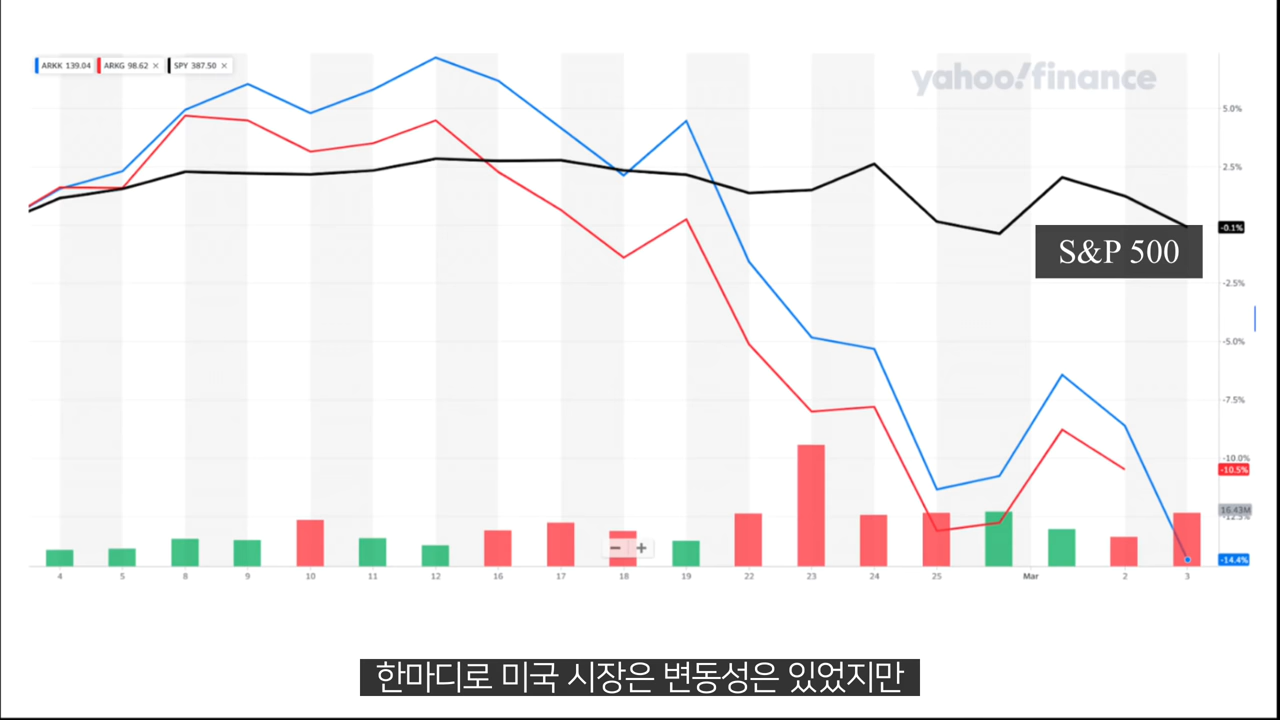 ARKK 139.04 ARKG 98.62 × SPY 387.50 ×
yahoo!finance
5.0%
2.5%
-0.1%
S&P 500
-2.5%
-5.0%
-7.5%
-10.0%
-10.5%
16.43M
-12.5%
-14.4%
− +
4 5 8 9 10 11 12 16 17 18 19 22 23 24 25 Mar 2 3
한마디로 미국 시장은 변동성은 있었지만